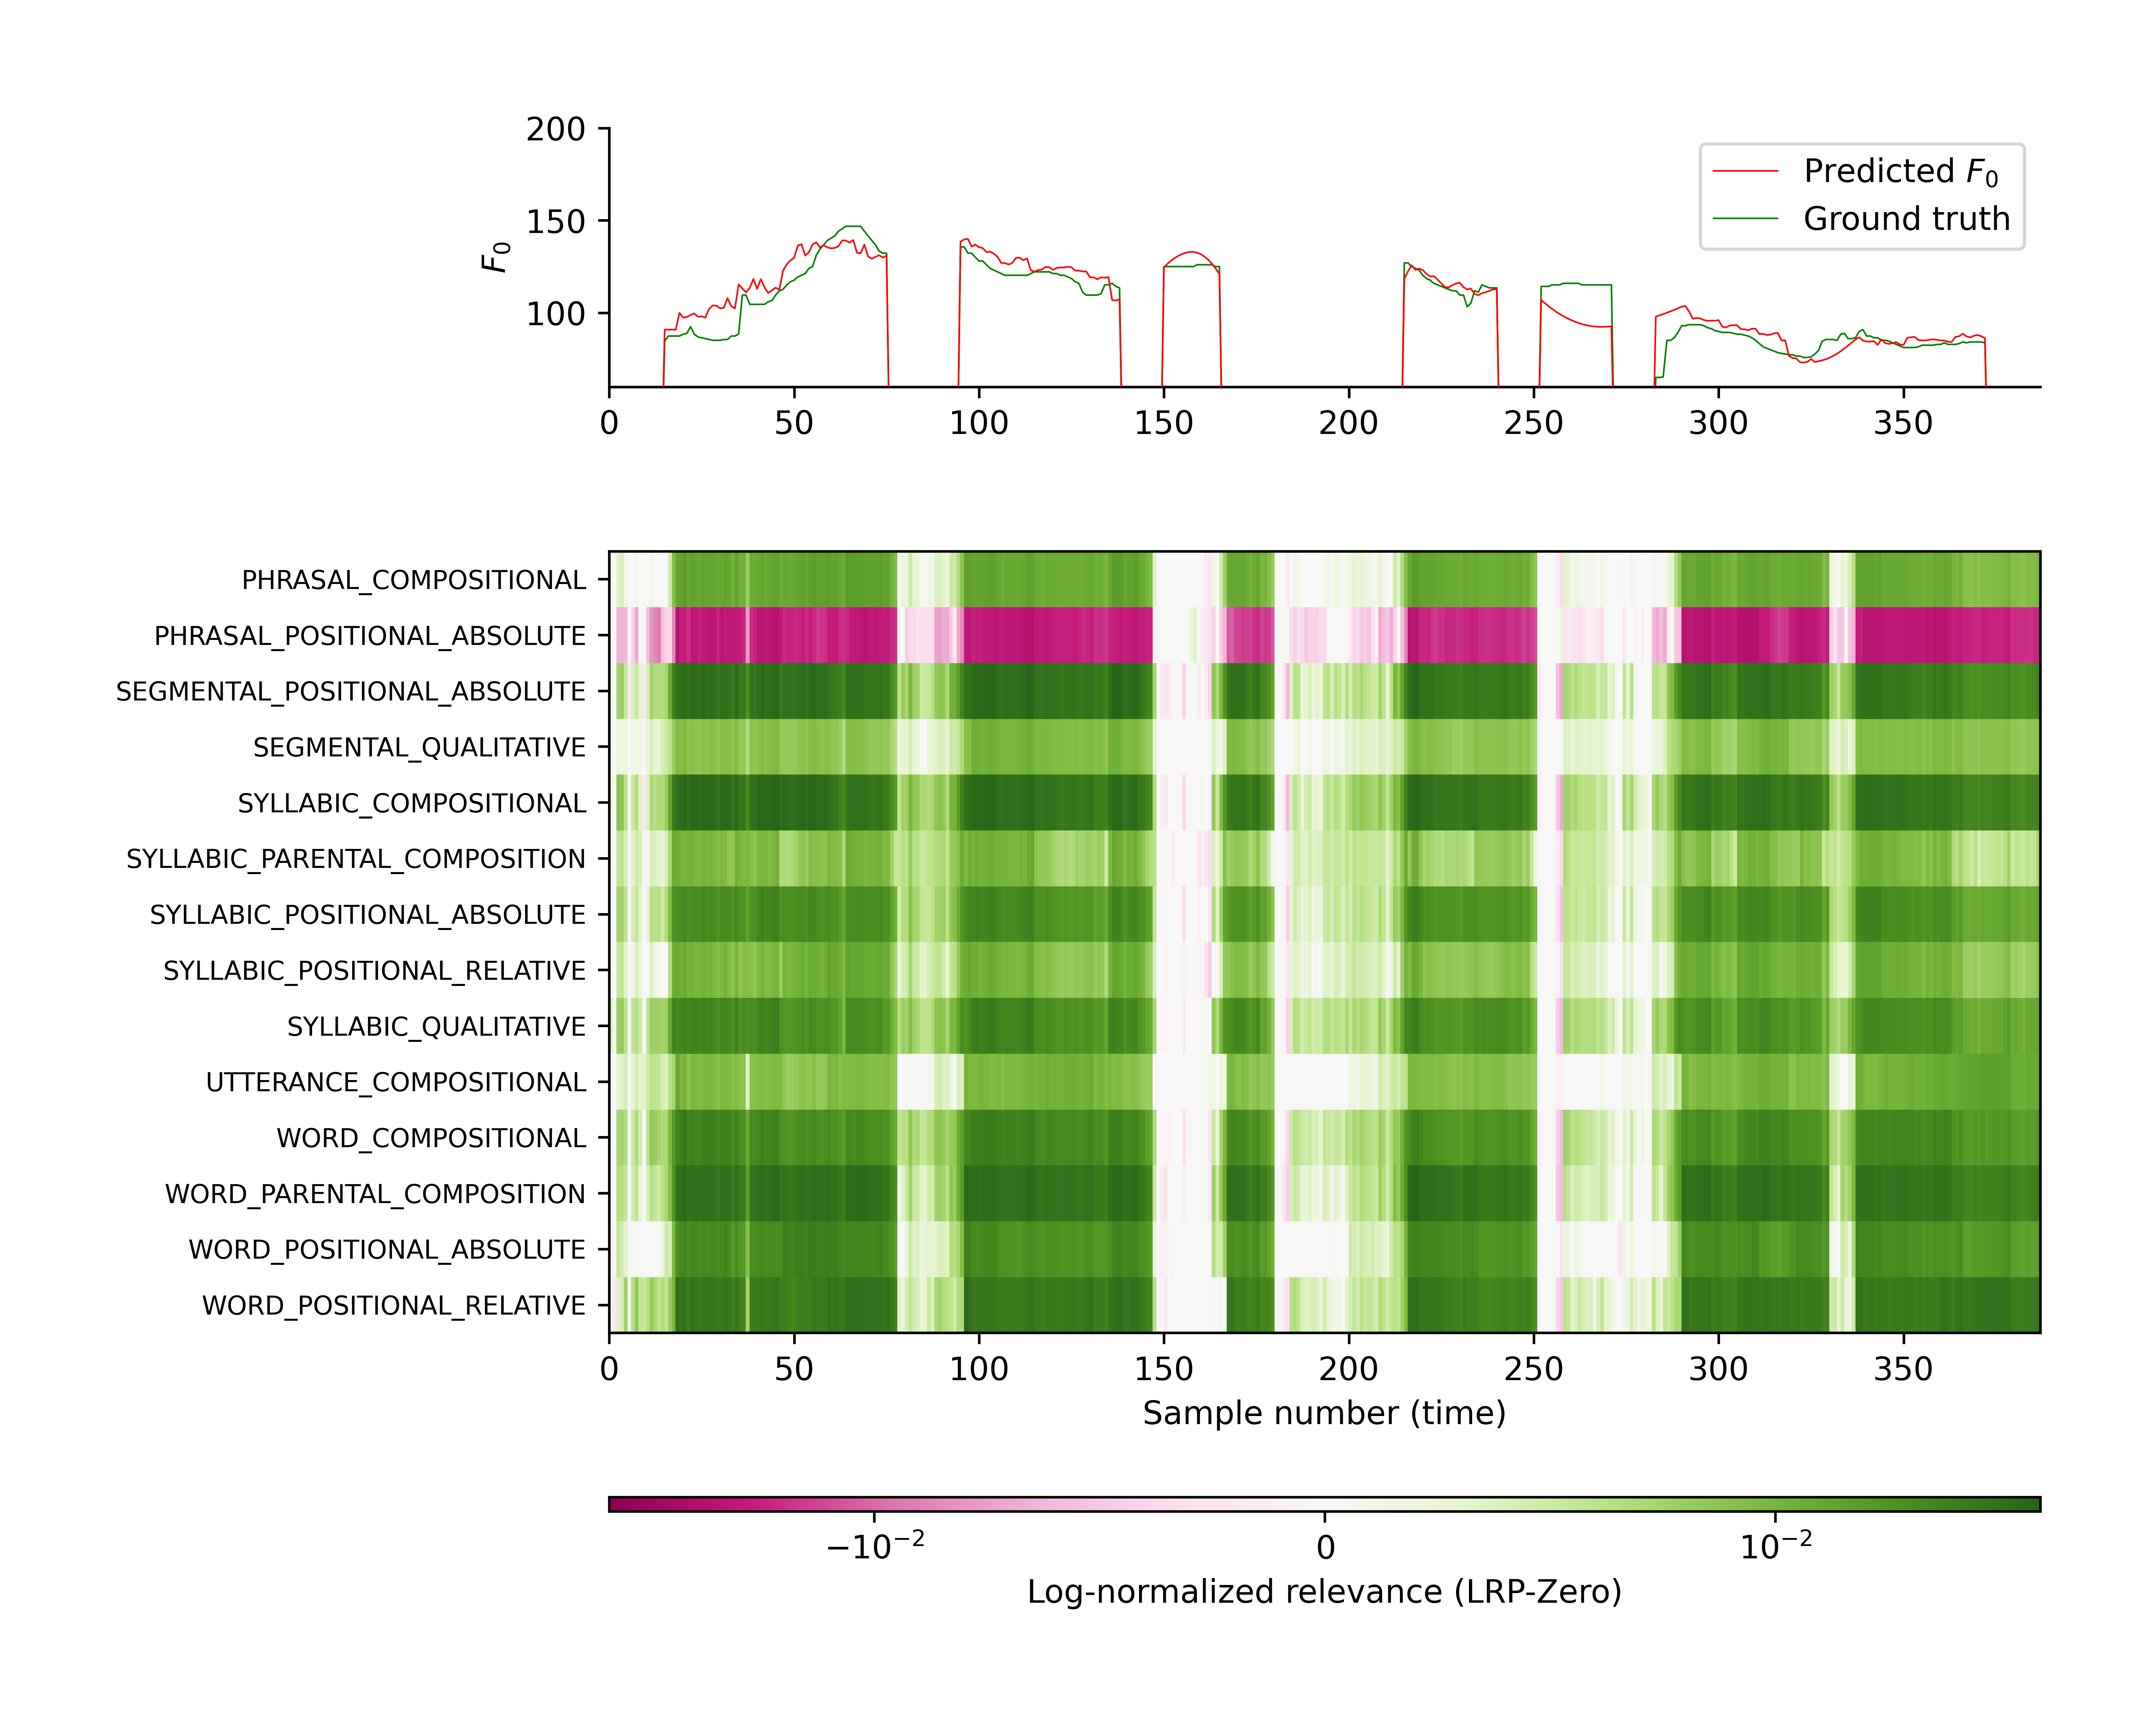 200
150
100
F₀
Predicted F₀
Ground truth
0 50 100 150 200 250 300 350
PHRASAL_COMPOSITIONAL
PHRASAL_POSITIONAL_ABSOLUTE
SEGMENTAL_POSITIONAL_ABSOLUTE
SEGMENTAL_QUALITATIVE
SYLLABIC_COMPOSITIONAL
SYLLABIC_PARENTAL_COMPOSITION
SYLLABIC_POSITIONAL_ABSOLUTE
SYLLABIC_POSITIONAL_RELATIVE
SYLLABIC_QUALITATIVE
UTTERANCE_COMPOSITIONAL
WORD_COMPOSITIONAL
WORD_PARENTAL_COMPOSITION
WORD_POSITIONAL_ABSOLUTE
WORD_POSITIONAL_RELATIVE
0 50 100 150 200 250 300 350
Sample number (time)
−10⁻² 0 10⁻²
Log-normalized relevance (LRP-Zero)